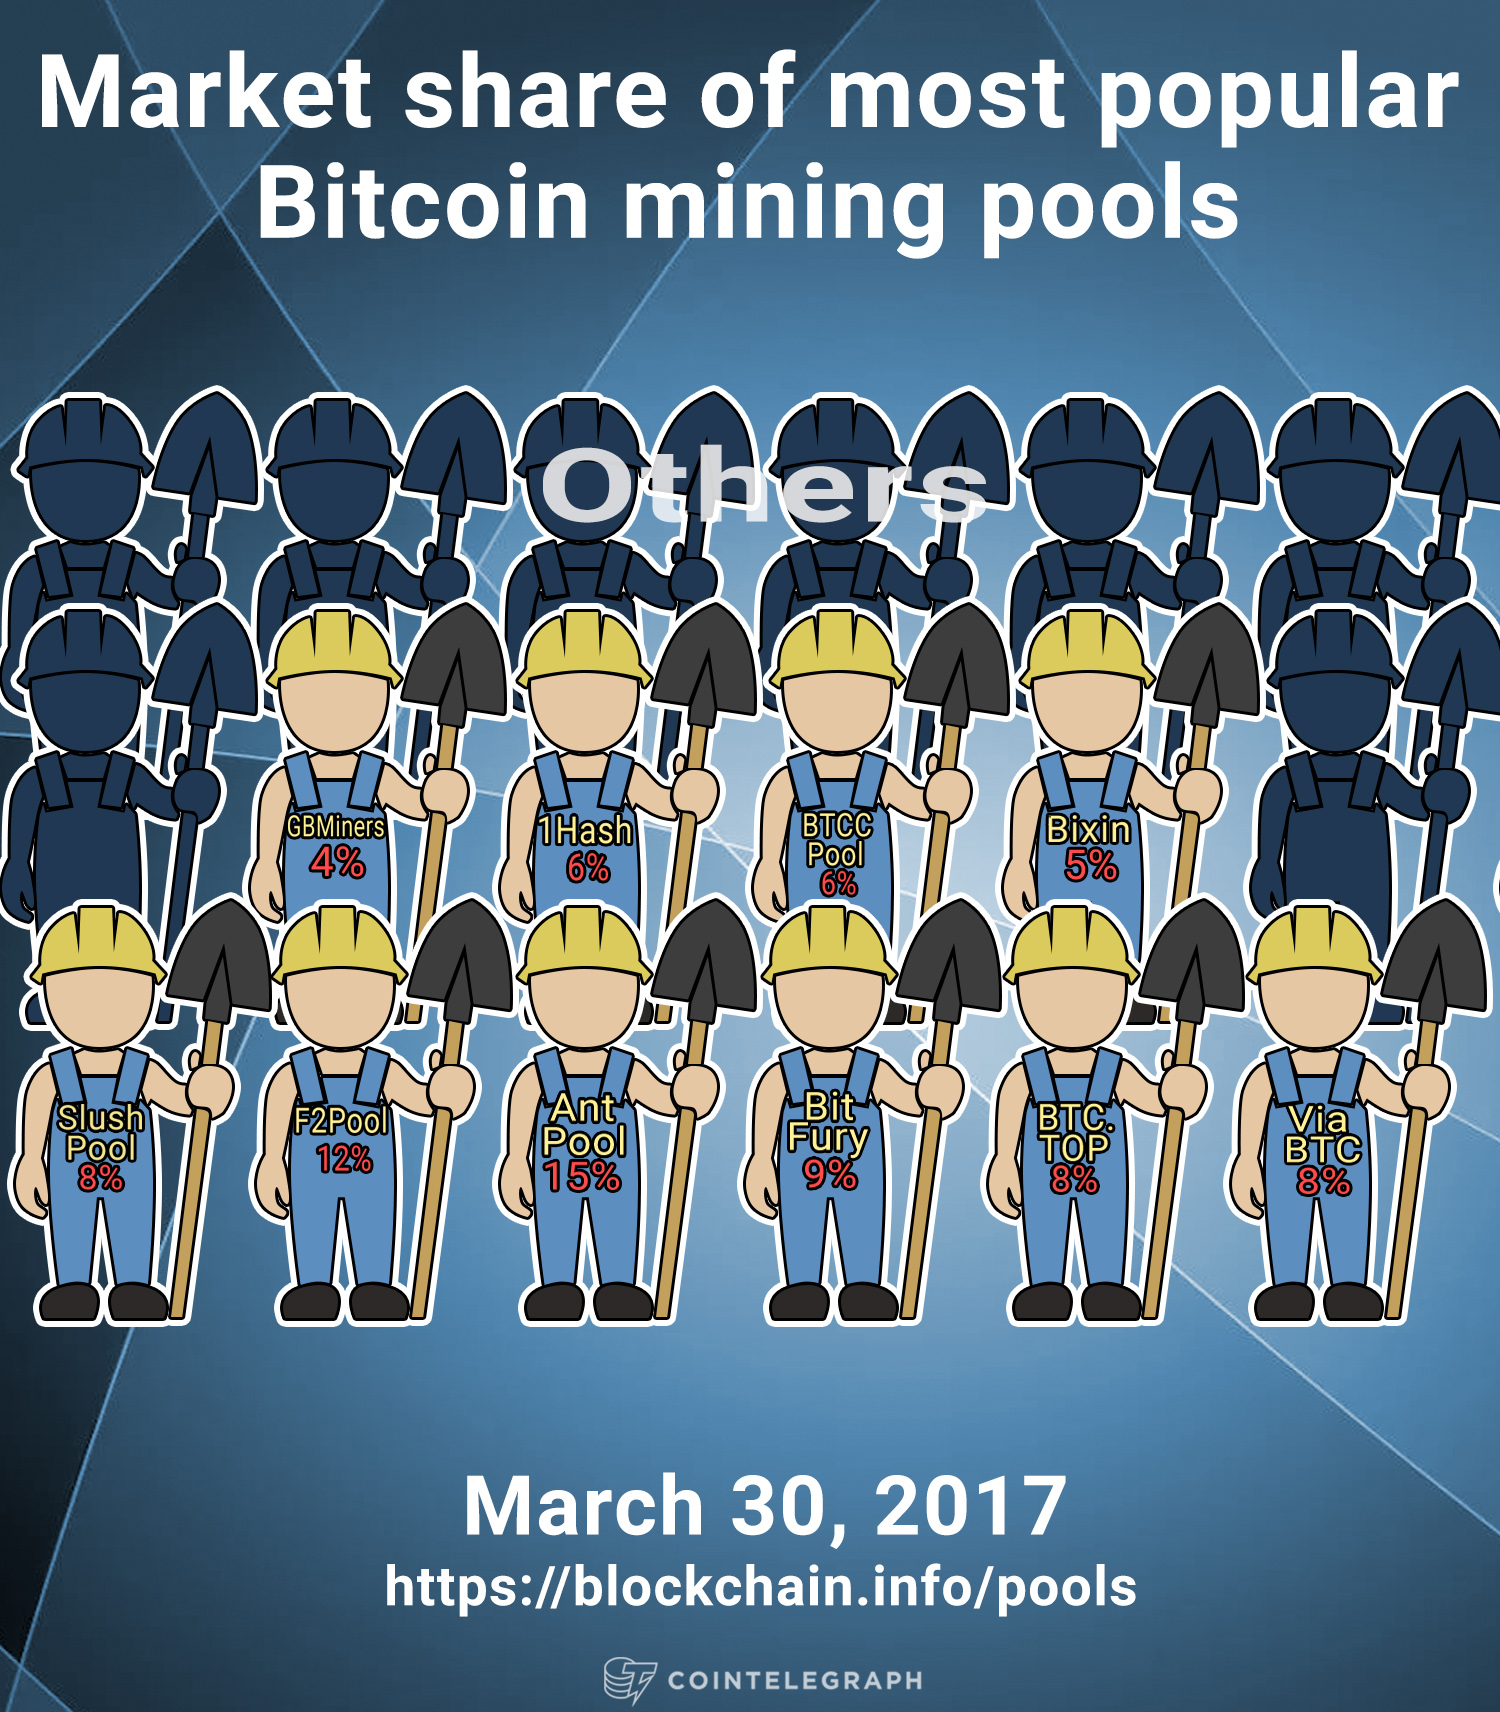 Market share of most popular
Bitcoin mining pools
Others
GBMiners
4%
1Hash
6%
BTCC
Pool
6%
Bixin
5%
Slush
Pool
8%
F2Pool
12%
Ant
Pool
15%
Bit
Fury
9%
BTC.
TOP
8%
Via
BTC
8%
March 30, 2017
https://blockchain.info/pools
COINTELEGRAPH